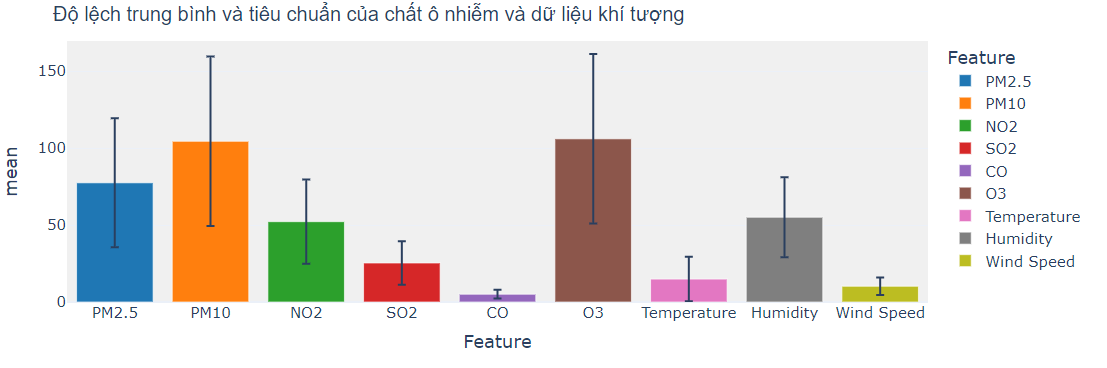 Độ lệch trung bình và tiêu chuẩn của chất ô nhiễm và dữ liệu khí tượng
150
100
50
0
mean
PM2.5 PM10 NO2 SO2 CO O3 Temperature Humidity Wind Speed
Feature
Feature
PM2.5
PM10
NO2
SO2
CO
O3
Temperature
Humidity
Wind Speed